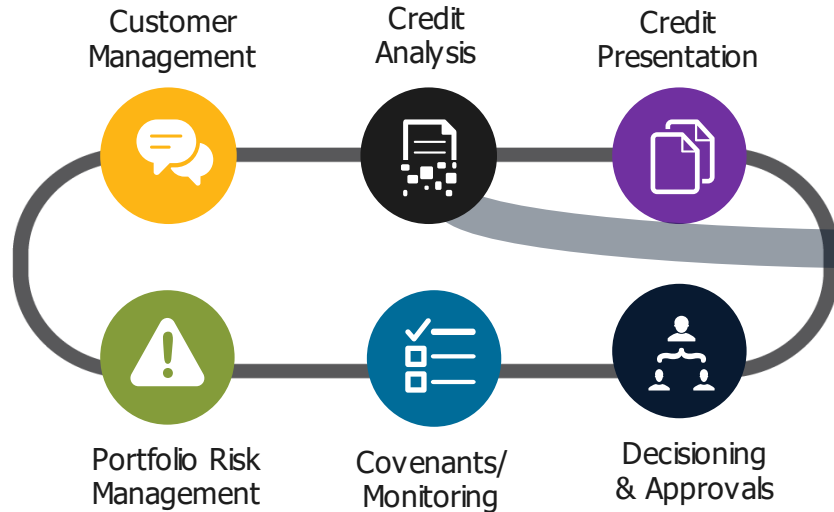 Customer
Management
Credit
Analysis
Credit
Presentation
Portfolio Risk
Management
Covenants/
Monitoring
Decisioning
& Approvals